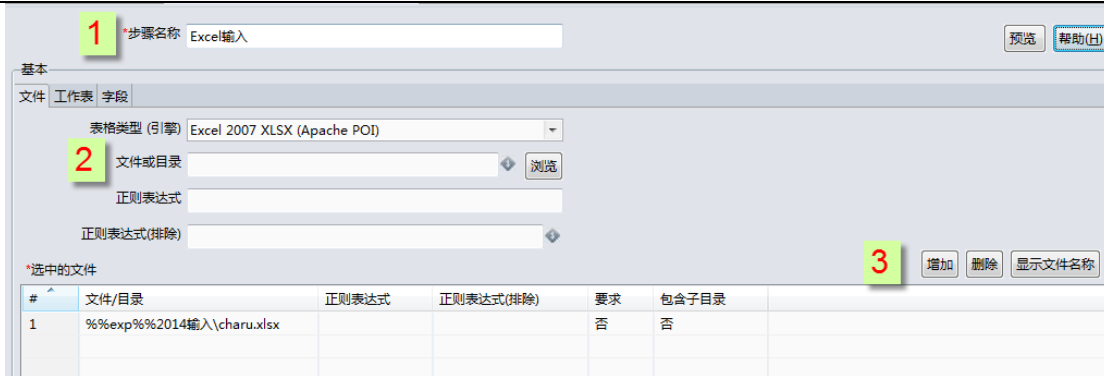 1 *步骤名称 Excel输入 预览 帮助(H)
基本
文件 工作表 字段
表格类型 (引擎) Excel 2007 XLSX (Apache POI)
2 文件或目录 浏览
正则表达式
正则表达式(排除)
3 增加 删除 显示文件名称
*选中的文件
# 文件/目录 正则表达式 正则表达式(排除) 要求 包含子目录
1 %%exp%%2014输入\charu.xlsx 否 否